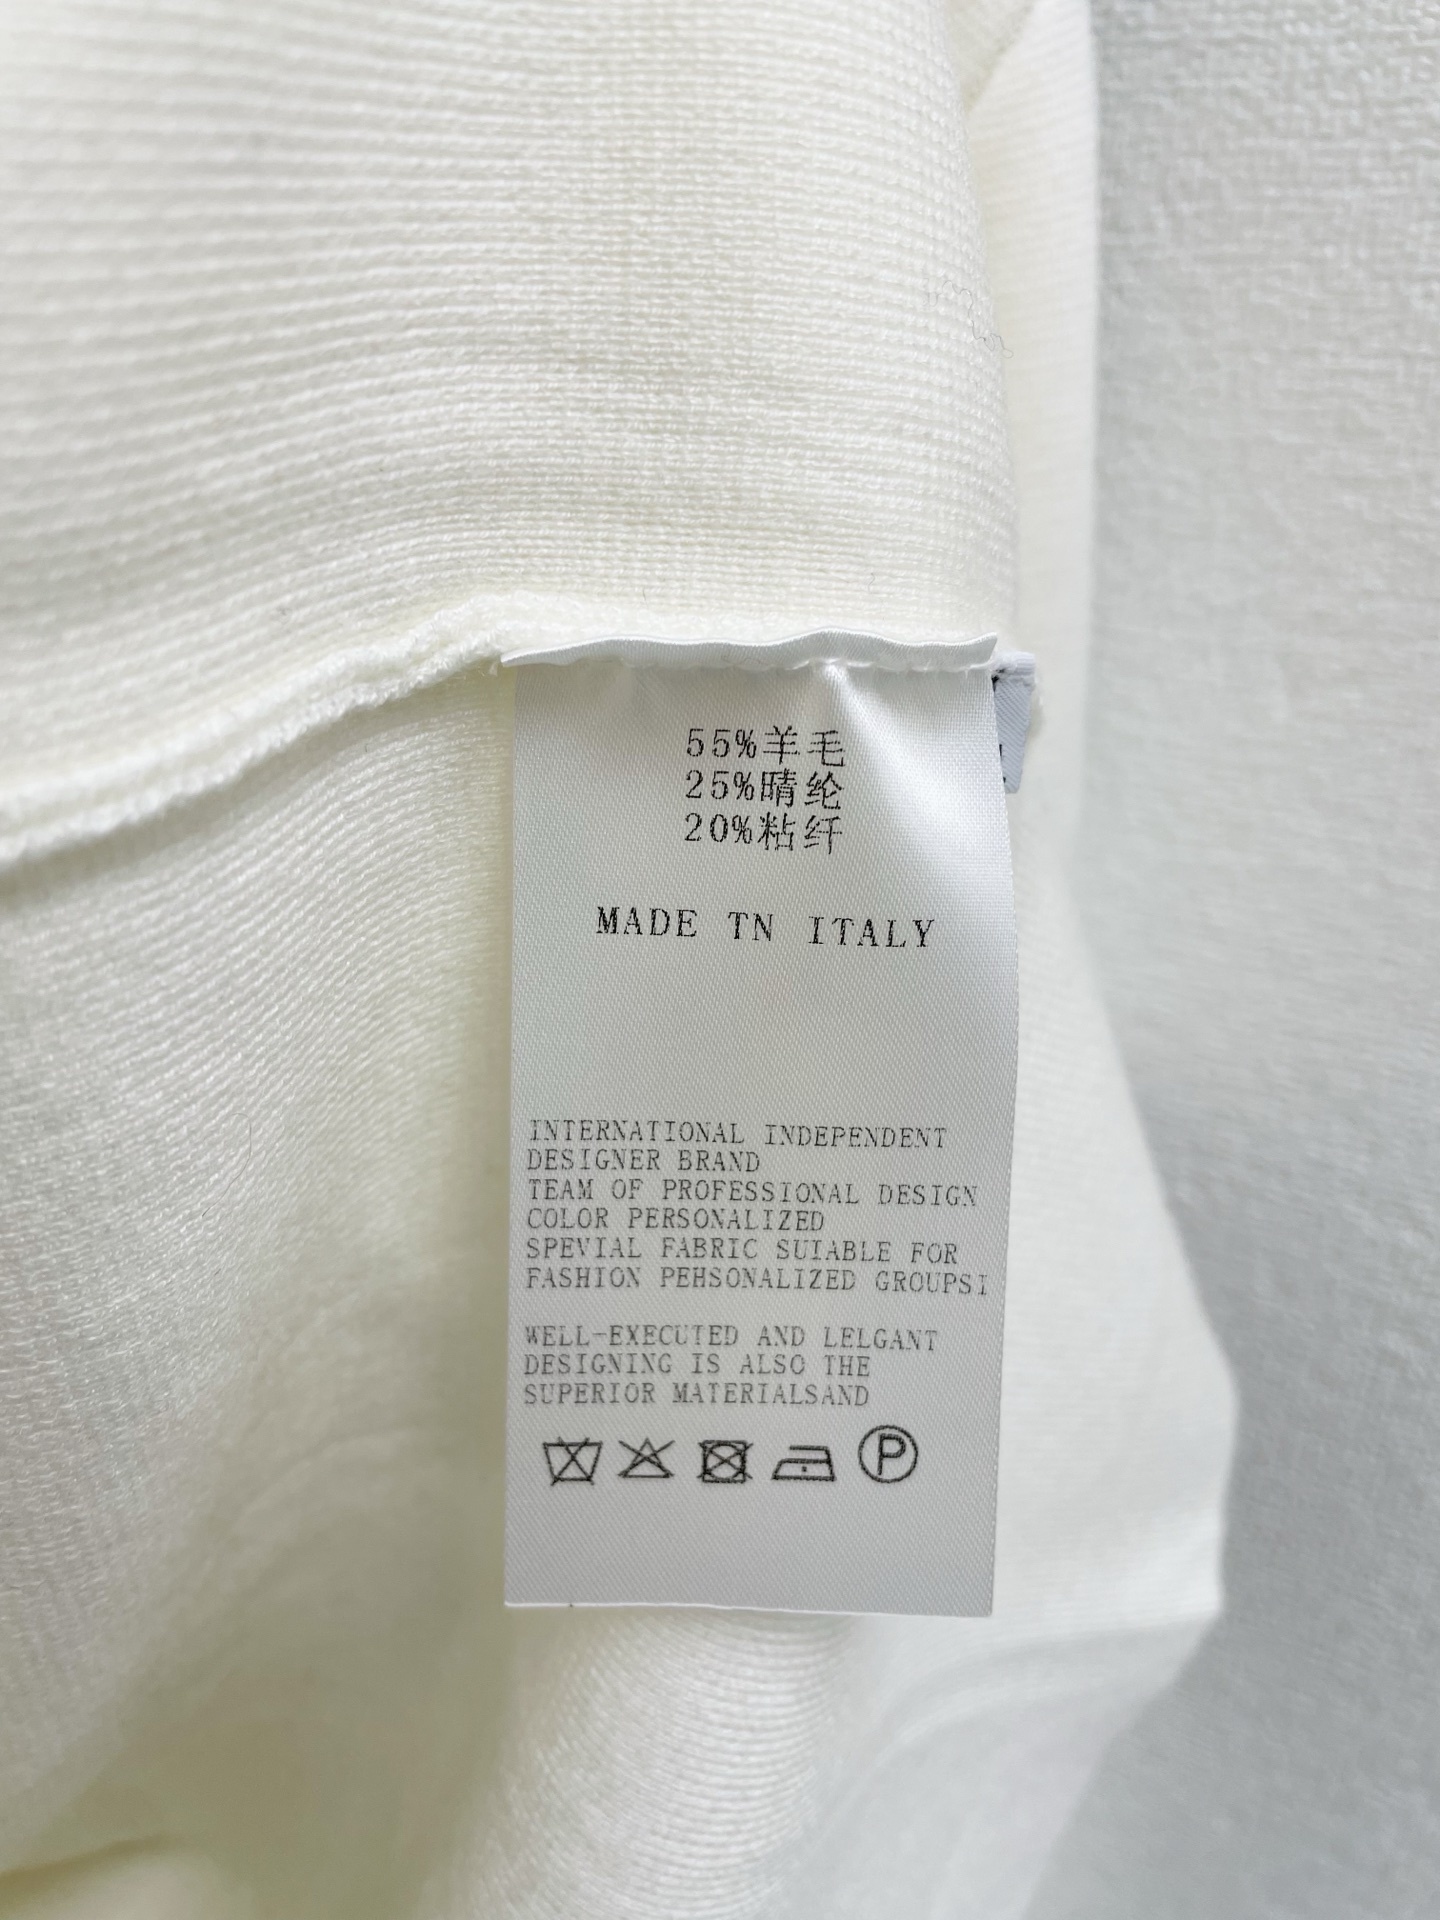 55%羊毛
25%晴纶
20%粘纤
MADE TN ITALY
INTERNATIONAL INDEPENDENT
DESIGNER BRAND
TEAM OF PROFESSIONAL DESIGN
COLOR PERSONALIZED
SPEVIAL FABRIC SUIABLE FOR
FASHION PEHSONALIZED GROUPSI
WELL-EXECUTED AND LELGANT
DESIGNING IS ALSO THE
SUPERIOR MATERIALSAND
P